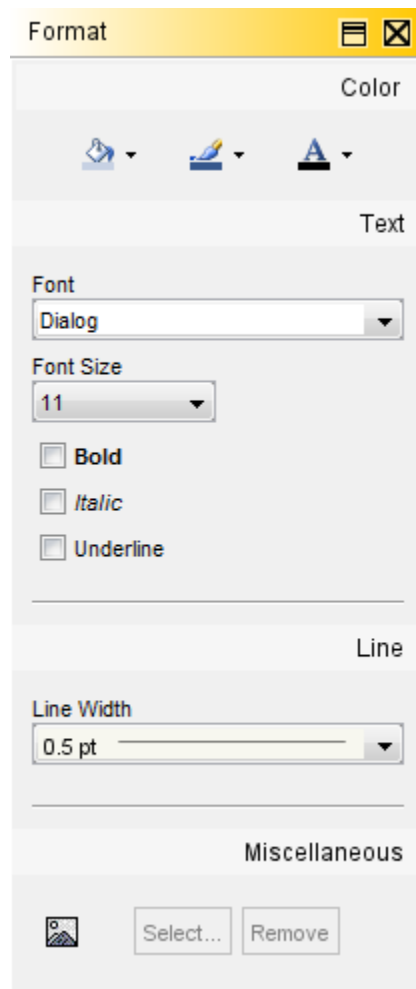 Format
Color
A
Text
Font
Dialog
Font Size
11
Bold
Italic
Underline
Line
Line Width
0.5 pt
Miscellaneous
Select... Remove